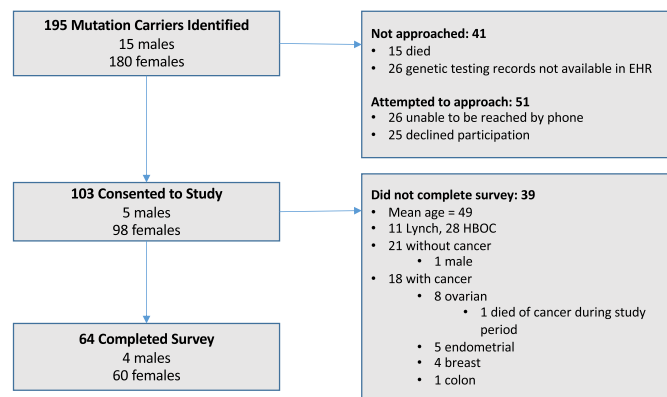 195 Mutation Carriers Identified
15 males
180 females
Not approached: 41
• 15 died
• 26 genetic testing records not available in EHR
Attempted to approach: 51
• 26 unable to be reached by phone
• 25 declined participation
103 Consented to Study
5 males
98 females
Did not complete survey: 39
• Mean age = 49
• 11 Lynch, 28 HBOC
• 21 without cancer
• 1 male
• 18 with cancer
• 8 ovarian
• 1 died of cancer during study
period
• 5 endometrial
• 4 breast
• 1 colon
64 Completed Survey
4 males
60 females